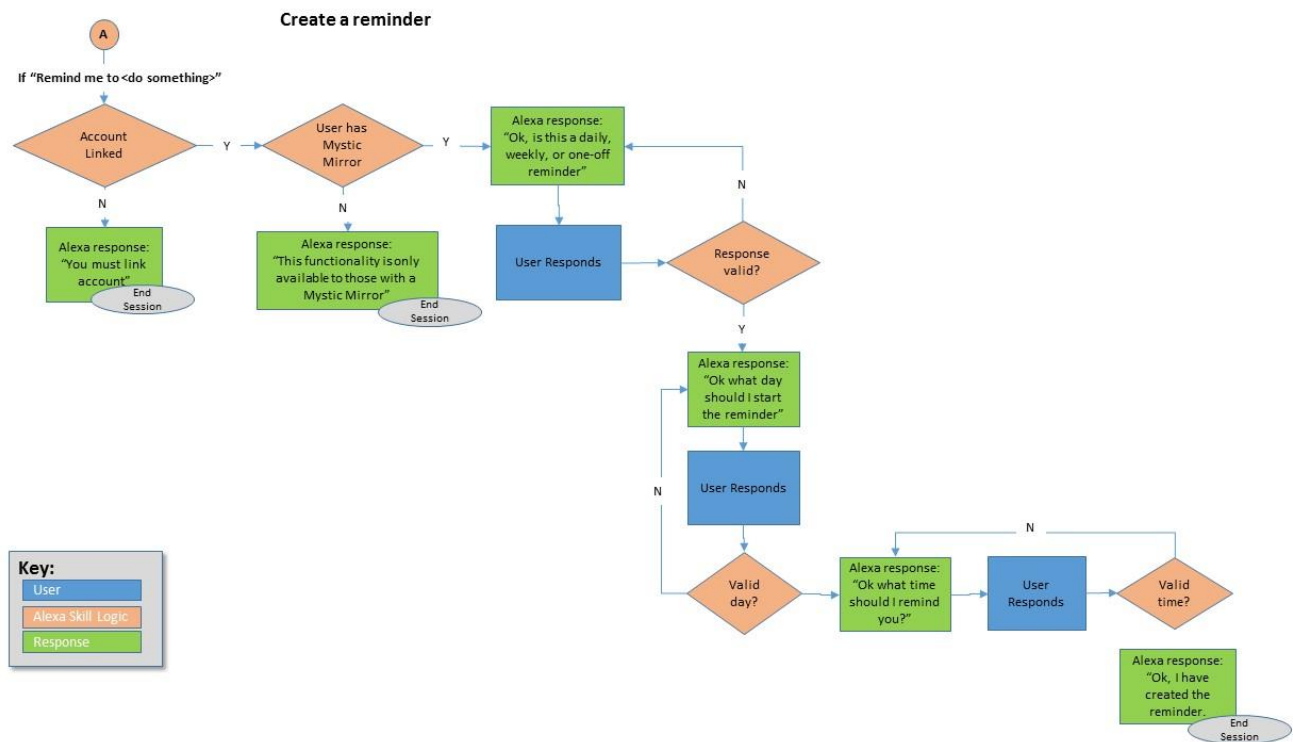 Create a reminder
A
If “Remind me to <do something>”
Account
Linked
Y
User has
Mystic
Mirror
Y
Alexa response:
“Ok, is this a daily,
weekly, or one-off
reminder”
N
N
N
Alexa response:
“You must link
account”
End
Session
Alexa response:
“This functionality is only
available to those with a
Mystic Mirror”
End
Session
User Responds
Response
valid?
Y
Alexa response:
“Ok what day
should I start
the reminder”
User Responds
N
Valid
day?
Alexa response:
“Ok what time
should I remind
you?”
User
Responds
N
Valid
time?
Alexa response:
“Ok, I have
created the
reminder.
End
Session
Key:
User
Alexa Skill Logic
Response